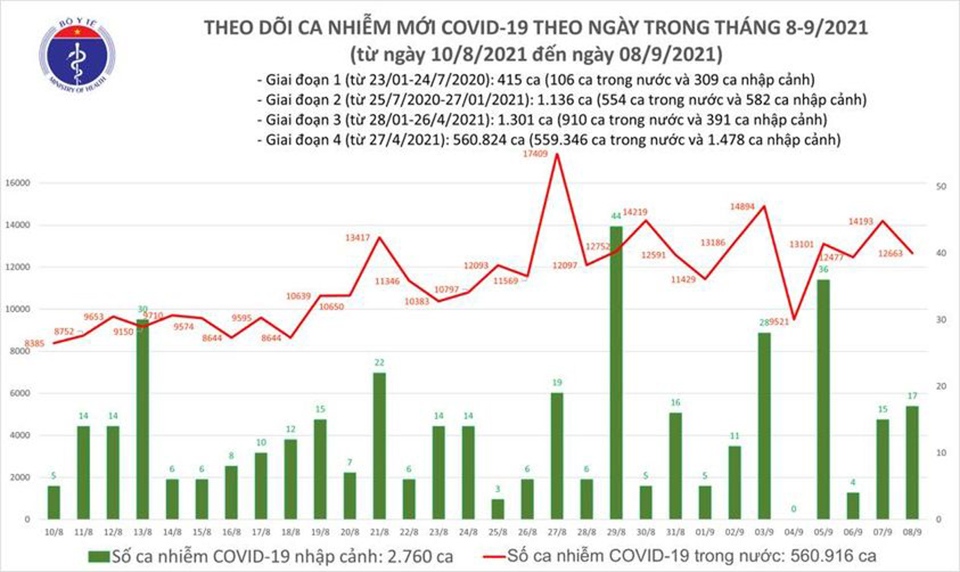 BỘ Y TẾ
MINISTRY OF HEALTH
THEO DÕI CA NHIỄM MỚI COVID-19 THEO NGÀY TRONG THÁNG 8-9/2021
(từ ngày 10/8/2021 đến ngày 08/9/2021)
- Giai đoạn 1 (từ 23/01-24/7/2020): 415 ca (106 ca trong nước và 309 ca nhập cảnh)
- Giai đoạn 2 (từ 25/7/2020-27/01/2021): 1.136 ca (554 ca trong nước và 582 ca nhập cảnh)
- Giai đoạn 3 (từ 28/01-26/4/2021): 1.301 ca (910 ca trong nước và 391 ca nhập cảnh)
- Giai đoạn 4 (từ 27/4/2021): 560.824 ca (559.346 ca trong nước và 1.478 ca nhập cảnh)
16000
14000
12000
10000
8000
6000
4000
2000
0
8385 8752 9653 9150 9710 9574 8644 9595 8644 10639 10650 13417 11346 10383 10797 12093 11569 17409 12097 12752 14219 12591 11429 13186 14894 9521 13101 12477 14193 12663
5 14 14 30 6 6 8 10 12 15 7 22 6 14 14 3 6 19 6 44 5 16 5 11 28 0 36 4 15 17
50
40
30
20
10
0
10/8 11/8 12/8 13/8 14/8 15/8 16/8 17/8 18/8 19/8 20/8 21/8 22/8 23/8 24/8 25/8 26/8 27/8 28/8 29/8 30/8 31/8 01/9 02/9 03/9 04/9 05/9 06/9 07/9 08/9
Số ca nhiễm COVID-19 nhập cảnh: 2.760 ca
Số ca nhiễm COVID-19 trong nước: 560.916 ca